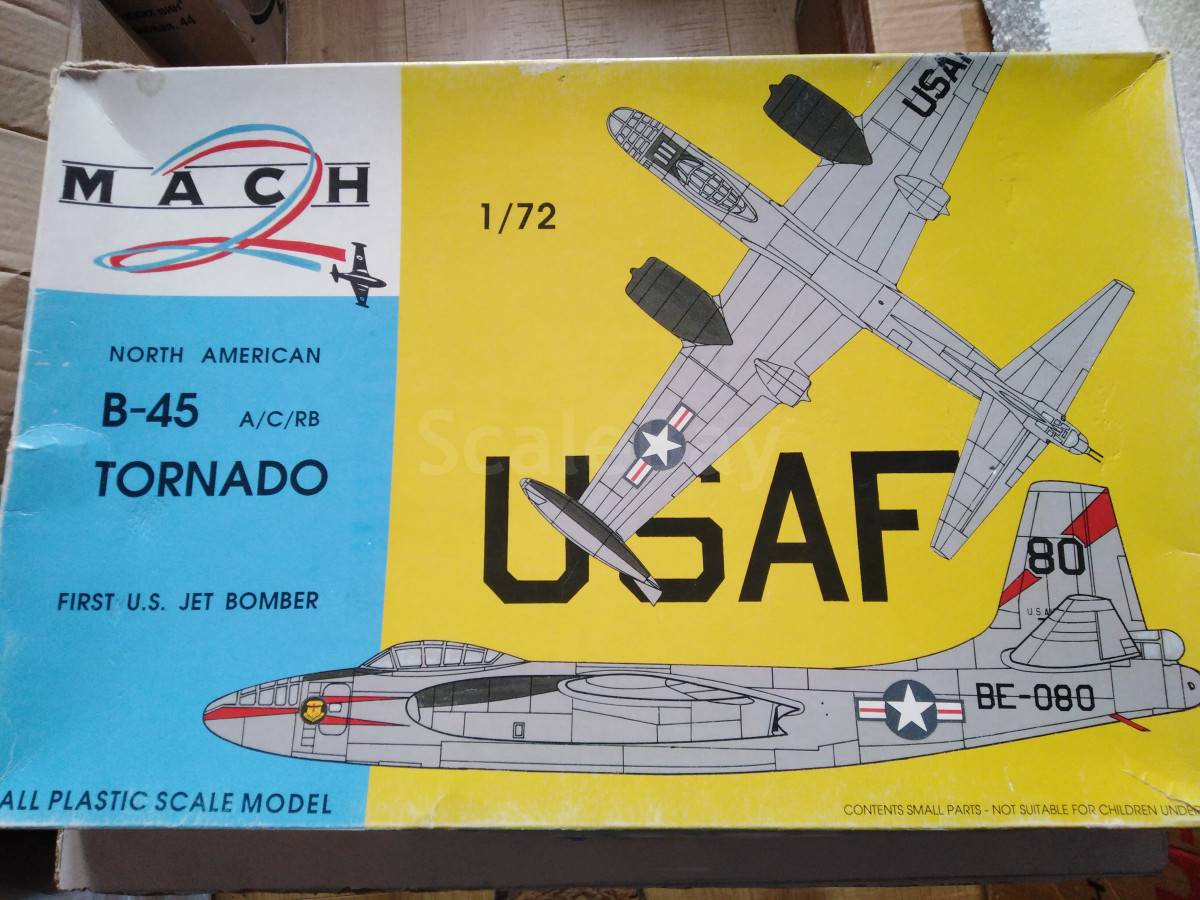 MACH
2
1/72
USAF
BK
NORTH AMERICAN
B-45 A/C/RB
TORNADO
USAF
80
FIRST U.S. JET BOMBER
BE-080
D
ALL PLASTIC SCALE MODEL
CONTENTS SMALL PARTS - NOT SUITABLE FOR CHILDREN UNDER